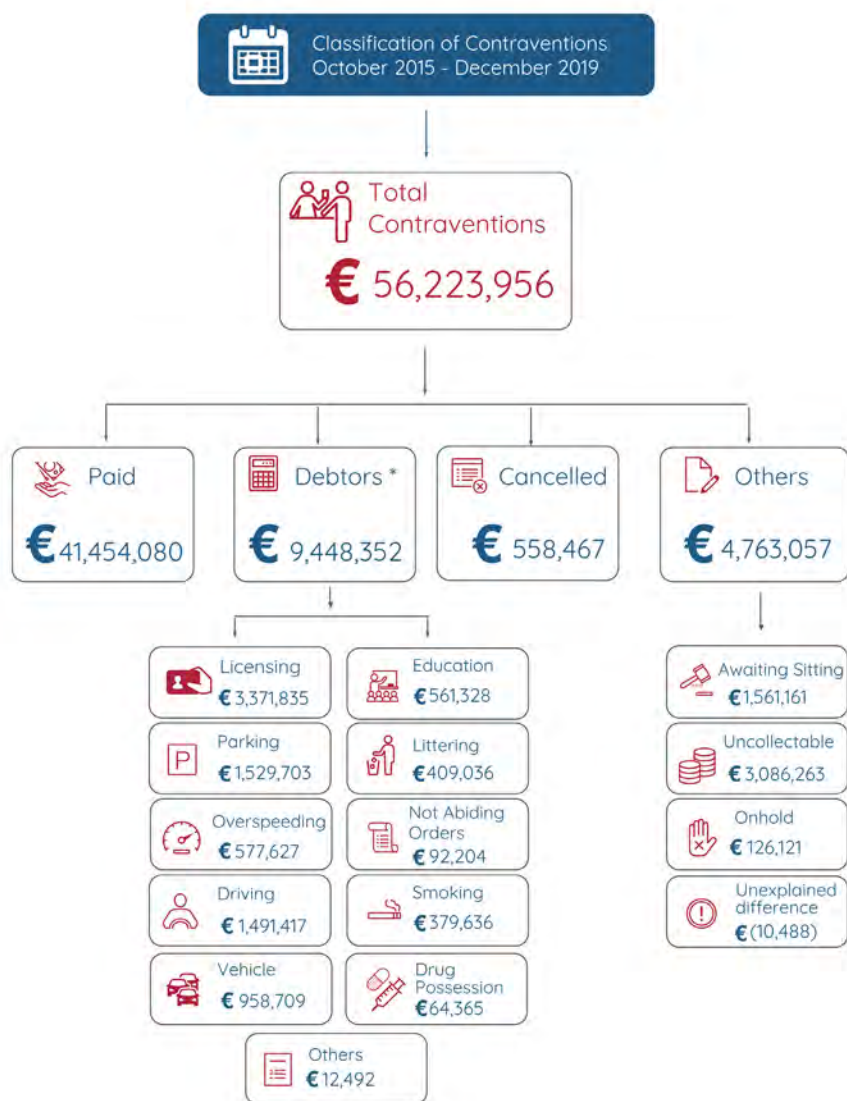 Classification of Contraventions
October 2015 - December 2019
Total
Contraventions
€ 56,223,956
Paid
€ 41,454,080
Debtors *
€ 9,448,352
Cancelled
€ 558,467
Others
€ 4,763,057
Licensing
€ 3,371,835
Education
€ 561,328
Parking
P
€ 1,529,703
Littering
€ 409,036
Overspeeding
€ 577,627
Not Abiding
Orders
€ 92,204
Driving
€ 1,491,417
Smoking
€ 379,636
Vehicle
€ 958,709
Drug
Possession
€64,365
Others
€ 12,492
Awaiting Sitting
€ 1,561,161
Uncollectable
€ 3,086,263
Onhold
€ 126,121
Unexplained
difference
€ (10,488)